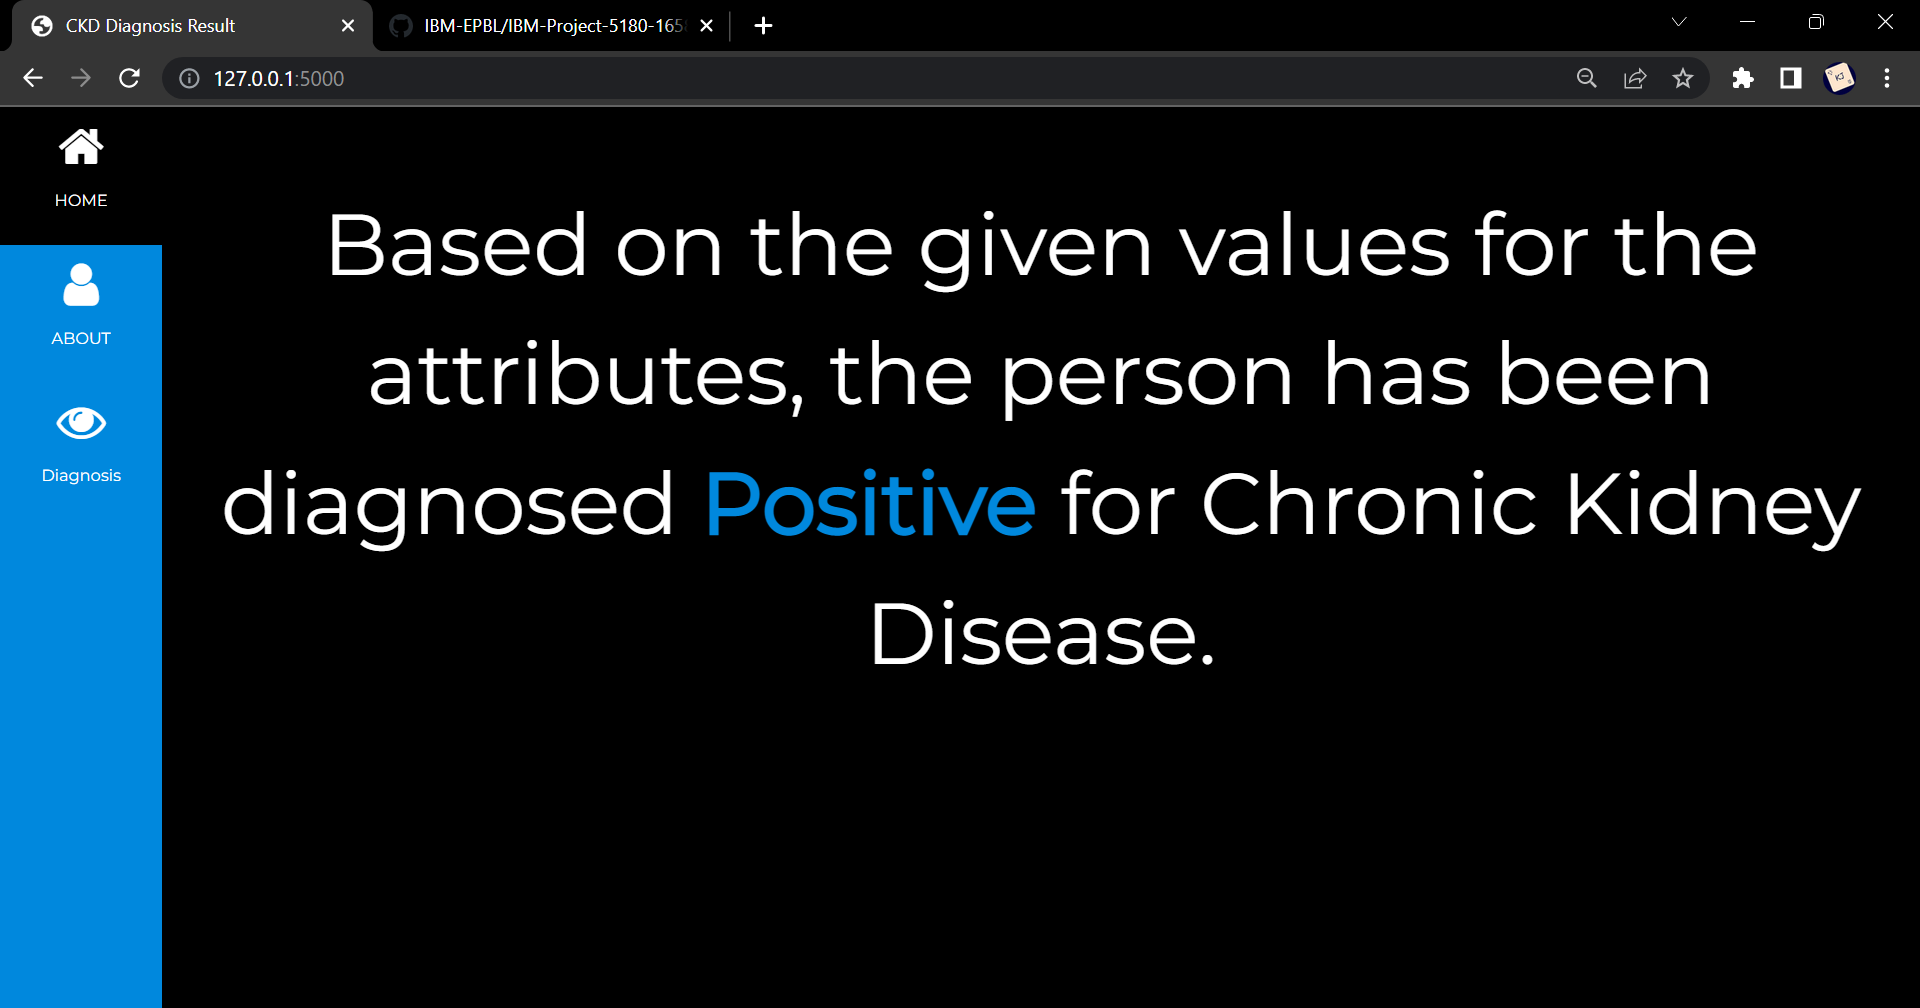 CKD Diagnosis Result
IBM-EPBL/IBM-Project-5180-165
127.0.0.1:5000
HOME
ABOUT
Diagnosis
Based on the given values for the
attributes, the person has been
diagnosed Positive for Chronic Kidney
Disease.